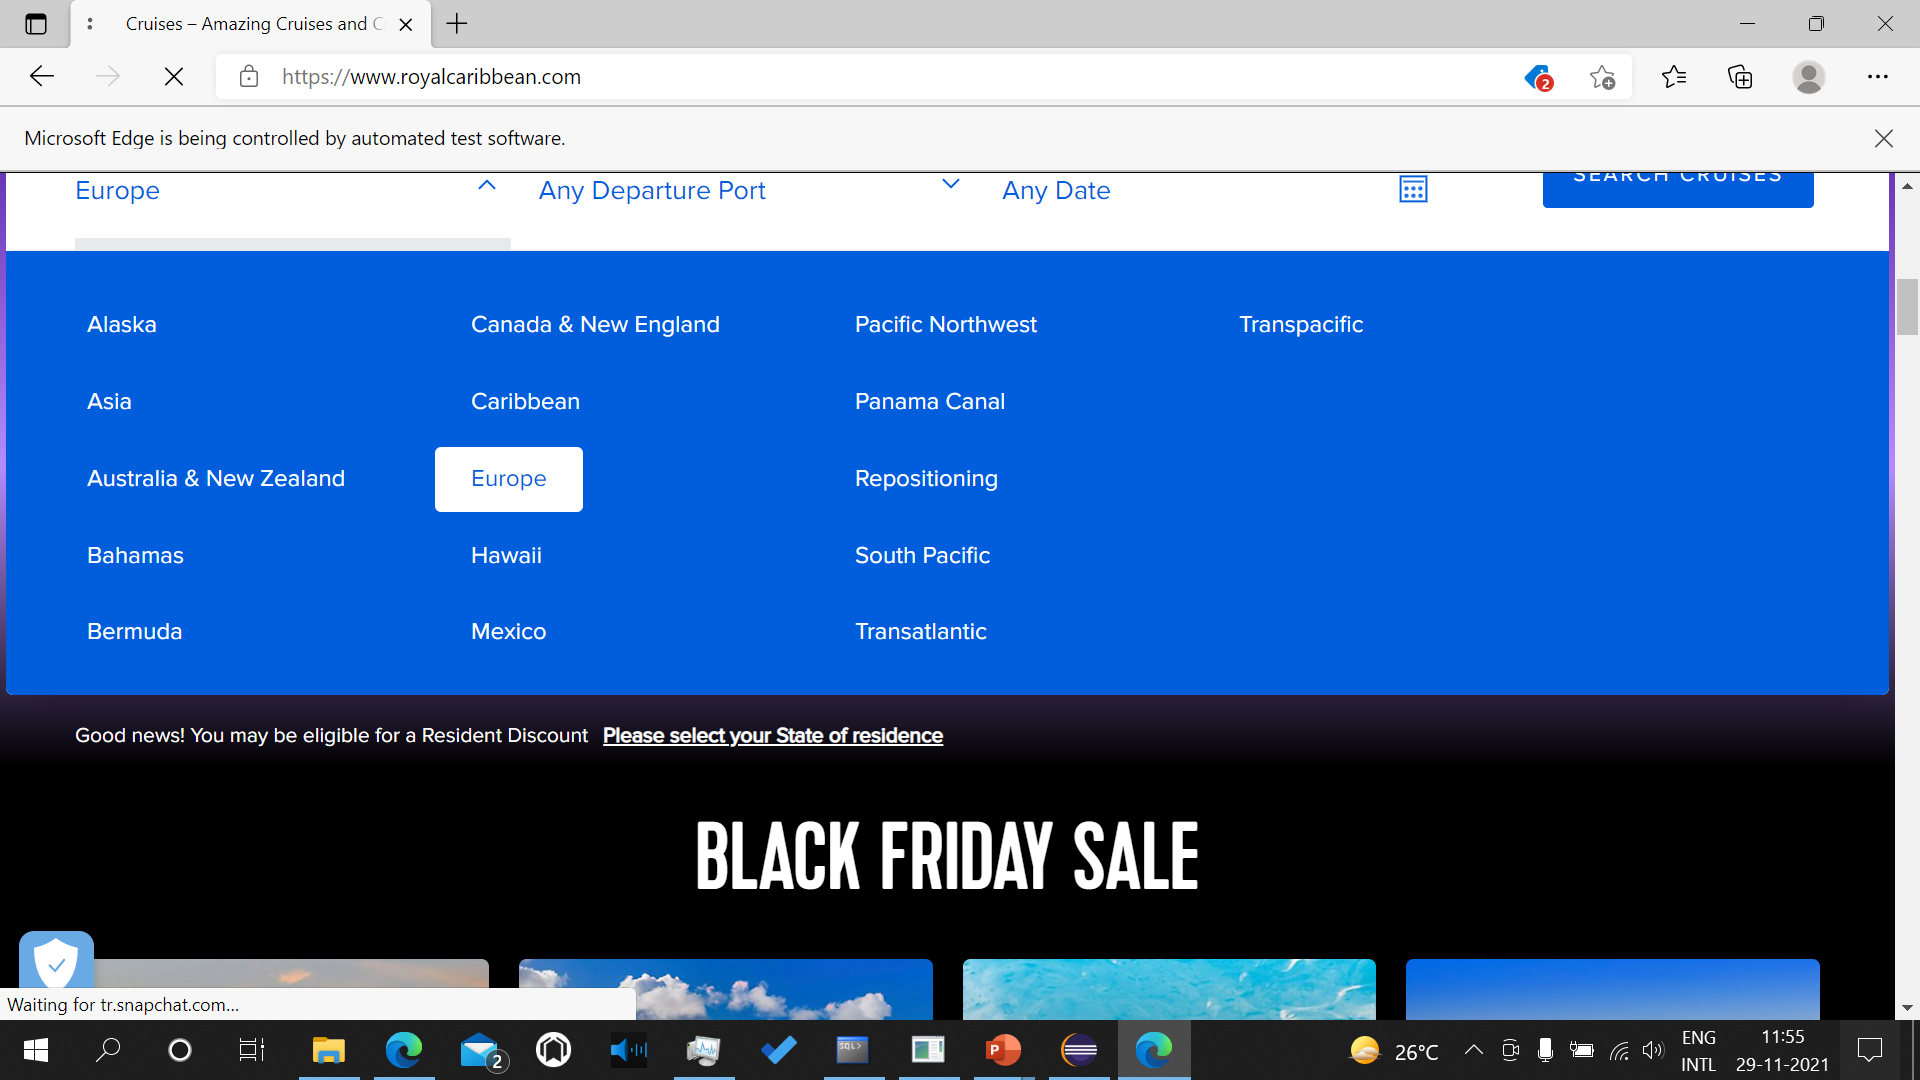 Cruises – Amazing Cruises and C
https://www.royalcaribbean.com
2
Microsoft Edge is being controlled by automated test software.
Europe Any Departure Port Any Date SEARCH CRUISES
Alaska Canada & New England Pacific Northwest Transpacific
Asia Caribbean Panama Canal
Australia & New Zealand Europe Repositioning
Bahamas Hawaii South Pacific
Bermuda Mexico Transatlantic
Good news! You may be eligible for a Resident Discount Please select your State of residence
BLACK FRIDAY SALE
Waiting for tr.snapchat.com...
2 SQL P 26°C ENG 11:55
INTL 29-11-2021